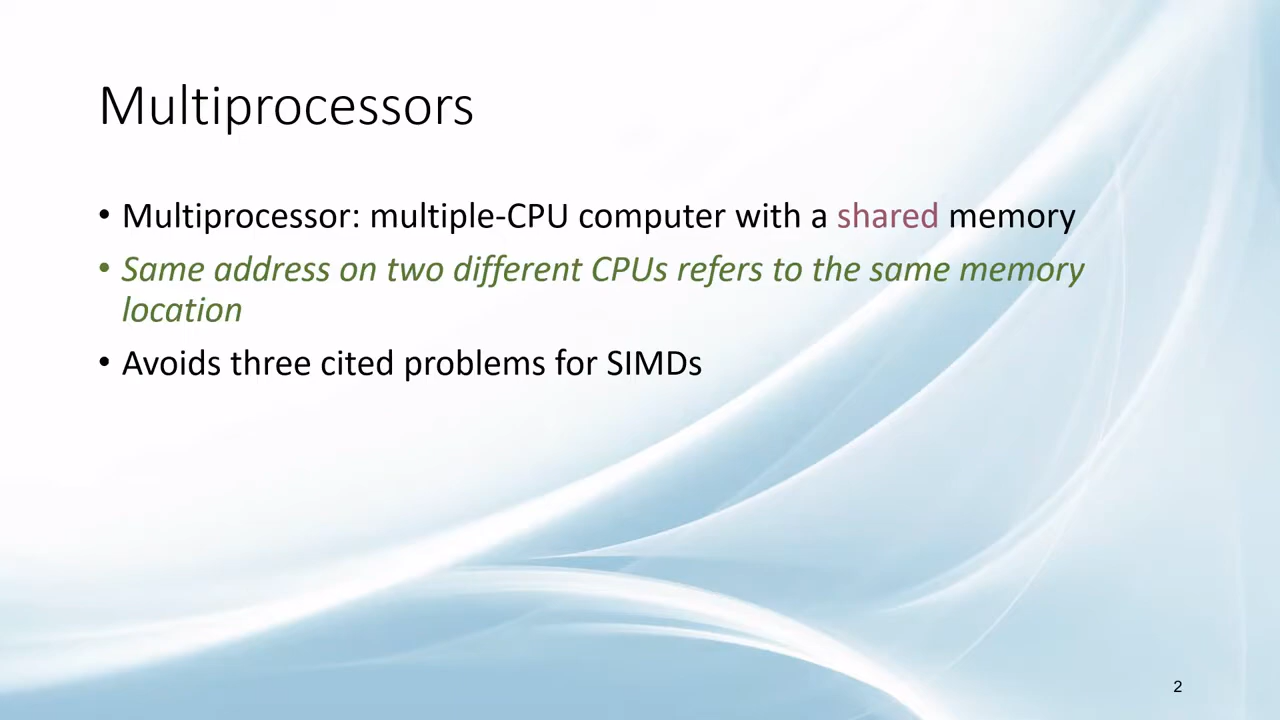 Multiprocessors
• Multiprocessor: multiple-CPU computer with a shared memory
• Same address on two different CPUs refers to the same memory
location
• Avoids three cited problems for SIMDs
2